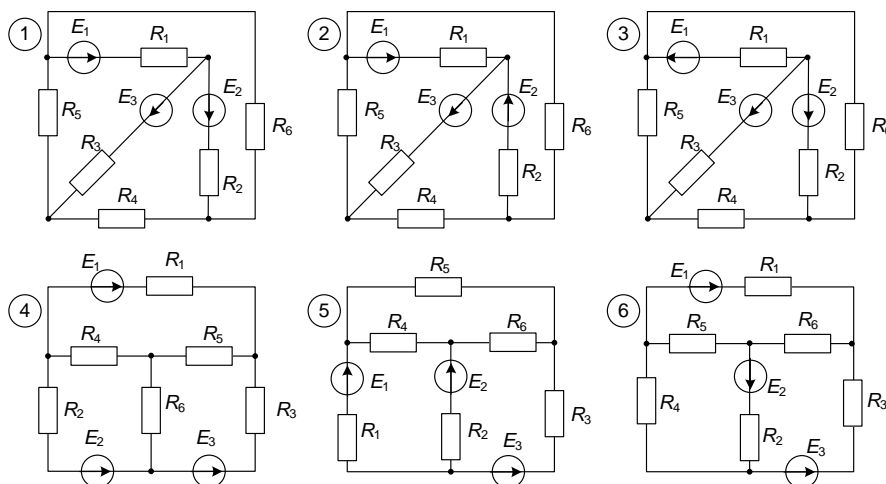 1 E1 R1
R5 E3 E2 R6
R3 R2
R4
2 E1 R1
R5 E3 E2 R6
R3 R2
R4
3 E1 R1
R5 E3 E2
R3 R2
R4
4 E1 R1
R4 R5
R2 R6 R3
E2 E3
5 R5
R4 R6
E1 E2 R3
R1 R2 E3
6 E1 R1
R5 R6
R4 E2 R3
R2 E3